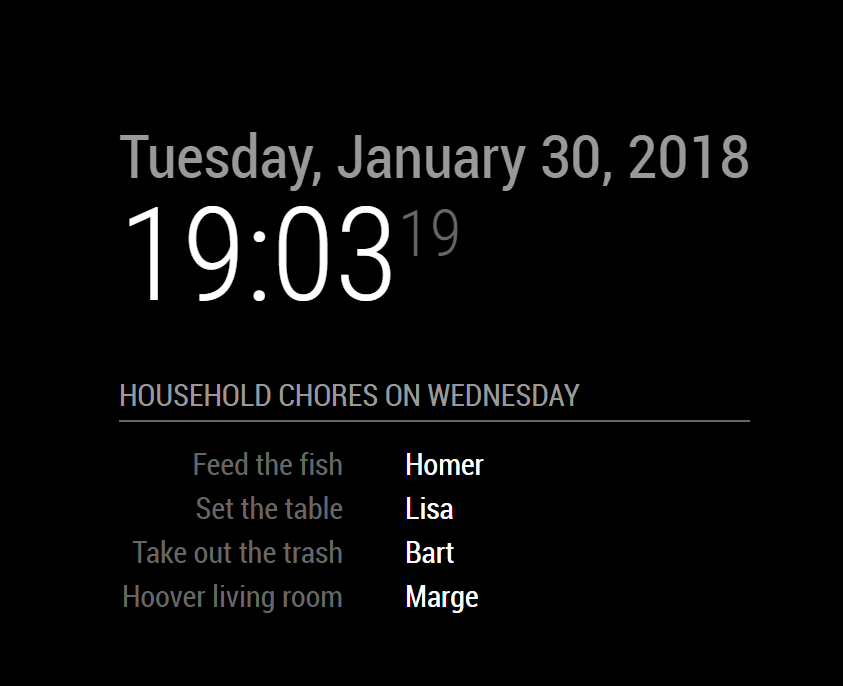 Tuesday, January 30, 2018
19:03 19
HOUSEHOLD CHORES ON WEDNESDAY
Feed the fish Homer
Set the table Lisa
Take out the trash Bart
Hoover living room Marge